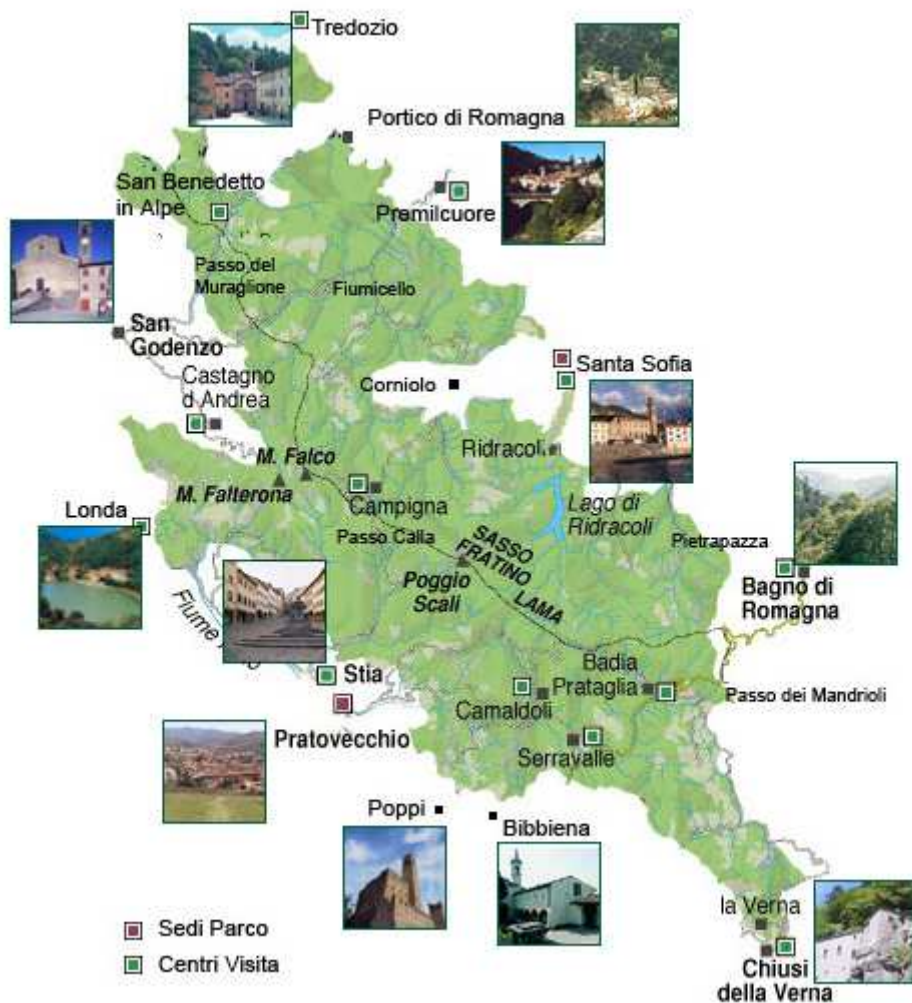 Tredozio
Portico di Romagna
San Benedetto
in Alpe
Premilcuore
Passo del
Muraglione
Fiumicello
San
Godenzo
Santa Sofia
Castagno
d Andrea
Corniolo
Ridracoli
M. Falco
M. Falterona
Campigna
Lago di
Ridracoli
Londa
Passo Calla
SASSO
FRATINO
LAMA
Pietrapazza
Poggio
Scali
Bagno di
Romagna
Fiume
Stia
Badia
Prataglia
Passo dei Mandrioli
Camaldoli
Pratovecchio
Serravalle
Poppi
Bibbiena
la Verna
Sedi Parco
Centri Visita
Chiusi
della Verna